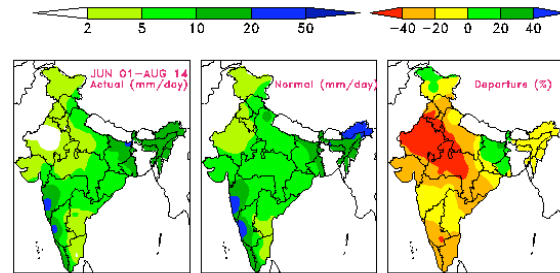 2 5 10 20 50
−40 −20 0 20 40
JUN 01−AUG 14
Actual (mm/day)
Normal (mm/day)
Departure (%)